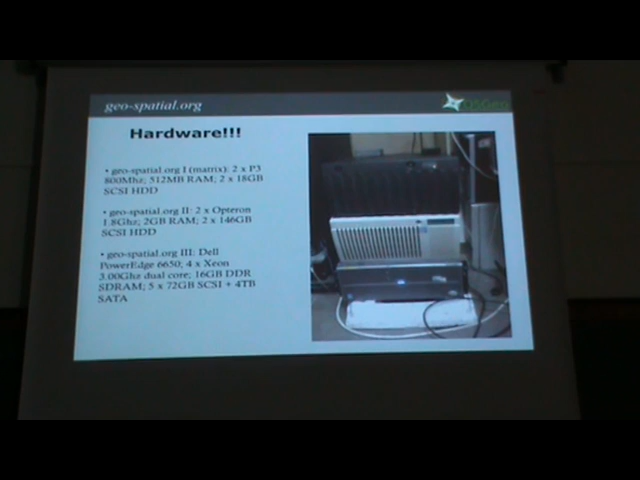 geo-spatial.org
OSGeo
Hardware!!!
• geo-spatial.org I (matrix): 2 x P3
800Mhz; 512MB RAM; 2 x 18GB
SCSI HDD
• geo-spatial.org II: 2 x Opteron
1.8Ghz; 2GB RAM; 2 x 146GB
SCSI HDD
• geo-spatial.org III: Dell
PowerEdge 6650; 4 x Xeon
3.00Ghz dual core; 16GB DDR
SDRAM; 5 x 72GB SCSI + 4TB
SATA